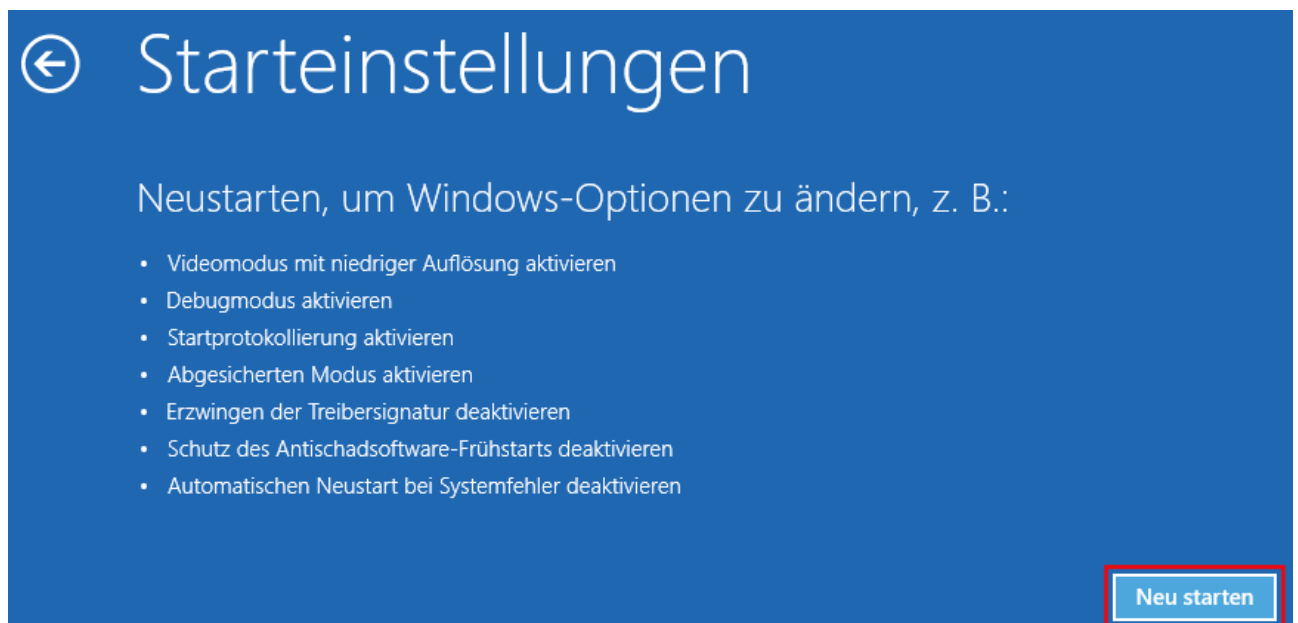 Starteinstellungen
Neustarten, um Windows-Optionen zu ändern, z. B.:
• Videomodus mit niedriger Auflösung aktivieren
• Debugmodus aktivieren
• Startprotokollierung aktivieren
• Abgesicherten Modus aktivieren
• Erzwingen der Treibersignatur deaktivieren
• Schutz des Antischadsoftware-Frühstarts deaktivieren
• Automatischen Neustart bei Systemfehler deaktivieren
Neu starten